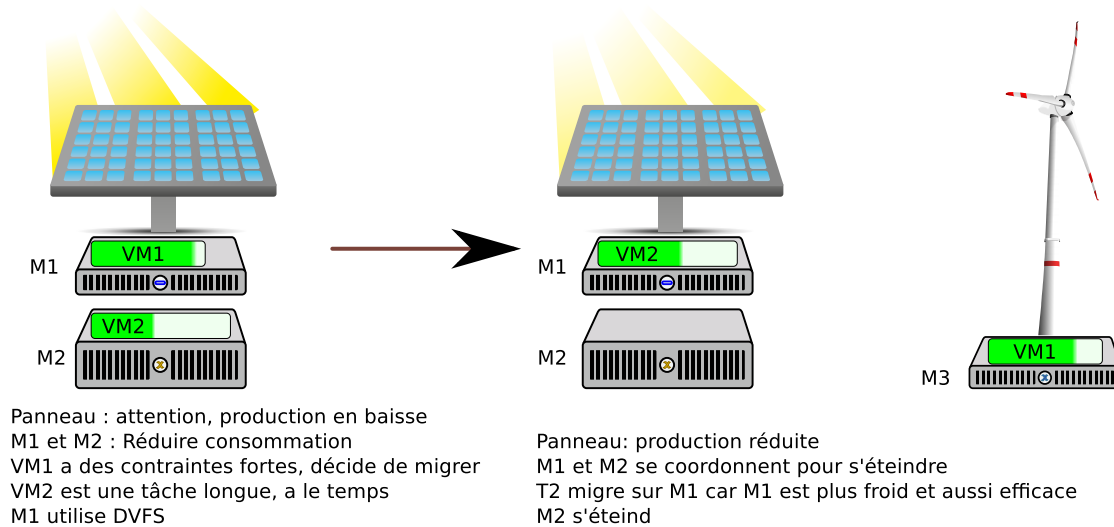 VM1
M1
VM2
M2
VM2
M1
M2
VM1
M3
Panneau : attention, production en baisse
M1 et M2 : Réduire consommation
VM1 a des contraintes fortes, décide de migrer
VM2 est une tâche longue, a le temps
M1 utilise DVFS
Panneau: production réduite
M1 et M2 se coordonnent pour s'éteindre
T2 migre sur M1 car M1 est plus froid et aussi efficace
M2 s'éteind